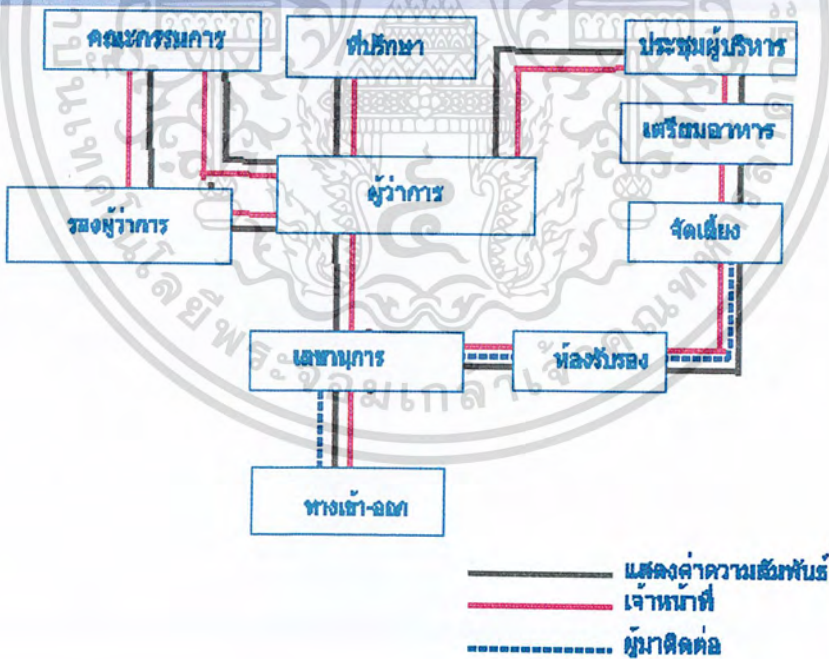 คณะกรรมการ
ที่ปรึกษา
ประชุมผู้บริหาร
เตรียมอาหาร
ผู้ว่าการ
รองผู้ว่าการ
จัดเลี้ยง
เลขานุการ
ห้องรับรอง
ทางเข้า-ออก
แสดงค่าความสัมพันธ์
เจ้าหน้าที่
ผู้มาติดต่อ